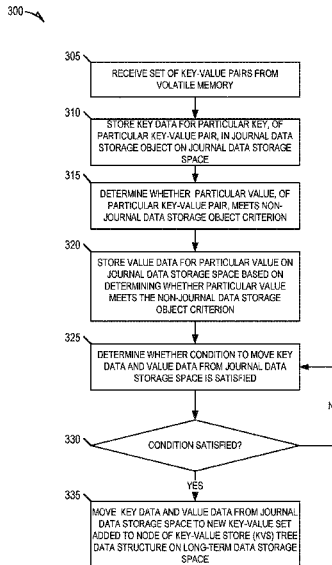 300
305
RECEIVE SET OF KEY-VALUE PAIRS FROM
VOLATILE MEMORY
310
STORE KEY DATA FOR PARTICULAR KEY, OF
PARTICULAR KEY-VALUE PAIR, IN JOURNAL DATA
STORAGE OBJECT ON JOURNAL DATA STORAGE
SPACE
315
DETERMINE WHETHER PARTICULAR VALUE, OF
PARTICULAR KEY-VALUE PAIR, MEETS NON-
JOURNAL DATA STORAGE OBJECT CRITERION
320
STORE VALUE DATA FOR PARTICULAR VALUE ON
JOURNAL DATA STORAGE SPACE BASED ON
DETERMINING WHETHER PARTICULAR VALUE
MEETS THE NON-JOURNAL DATA STORAGE
OBJECT CRITERION
325
DETERMINE WHETHER CONDITION TO MOVE KEY
DATA AND VALUE DATA FROM JOURNAL DATA
STORAGE SPACE IS SATISFIED
N
330
CONDITION SATISFIED?
YES
335
MOVE KEY DATA AND VALUE DATA FROM JOURNAL
DATA STORAGE SPACE TO NEW KEY-VALUE SET
ADDED TO NODE OF KEY-VALUE STORE (KVS) TREE
DATA STRUCTURE ON LONG-TERM DATA STORAGE
SPACE